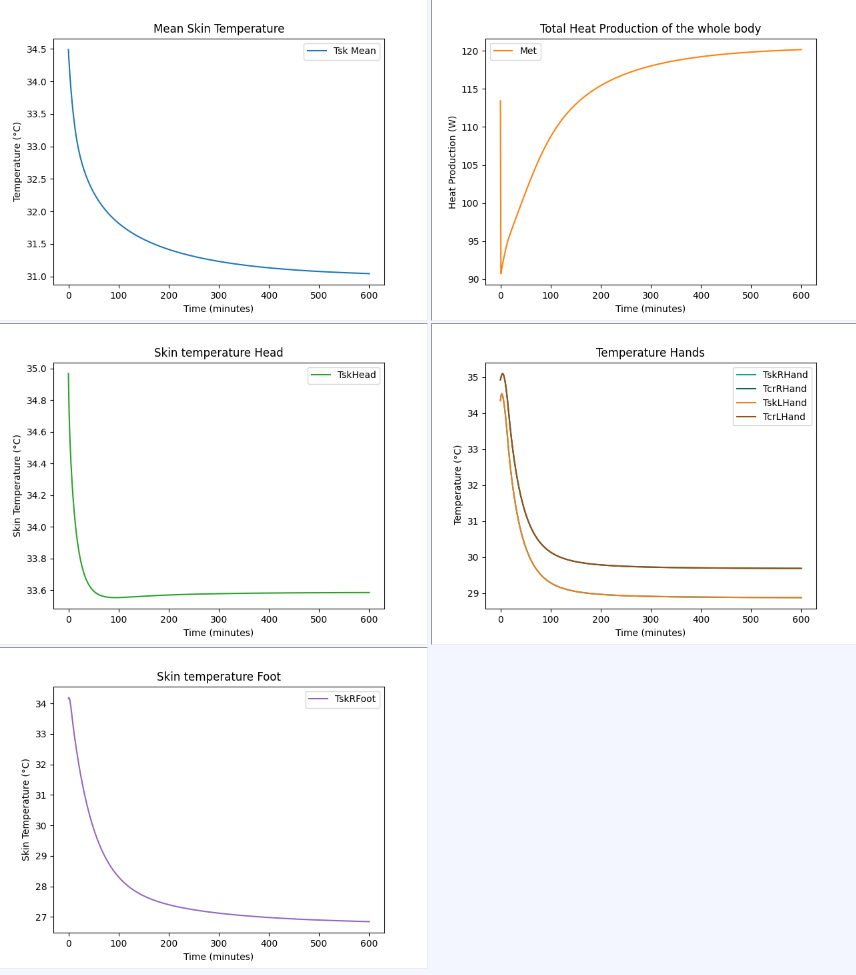 Mean Skin Temperature
Tsk Mean
Temperature (°C)
34.5
34.0
33.5
33.0
32.5
32.0
31.5
31.0
0 100 200 300 400 500 600
Time (minutes)
Total Heat Production of the whole body
Met
Heat Production (W)
120
115
110
105
100
95
90
0 100 200 300 400 500 600
Time (minutes)
Skin temperature Head
TskHead
Skin Temperature (°C)
35.0
34.8
34.6
34.4
34.2
34.0
33.8
33.6
0 100 200 300 400 500 600
Time (minutes)
Temperature Hands
TskRHand
TcrRHand
TskLHand
TcrLHand
Temperature (°C)
35
34
33
32
31
30
29
0 100 200 300 400 500 600
Time (minutes)
Skin temperature Foot
TskRFoot
Skin Temperature (°C)
34
33
32
31
30
29
28
27
0 100 200 300 400 500 600
Time (minutes)